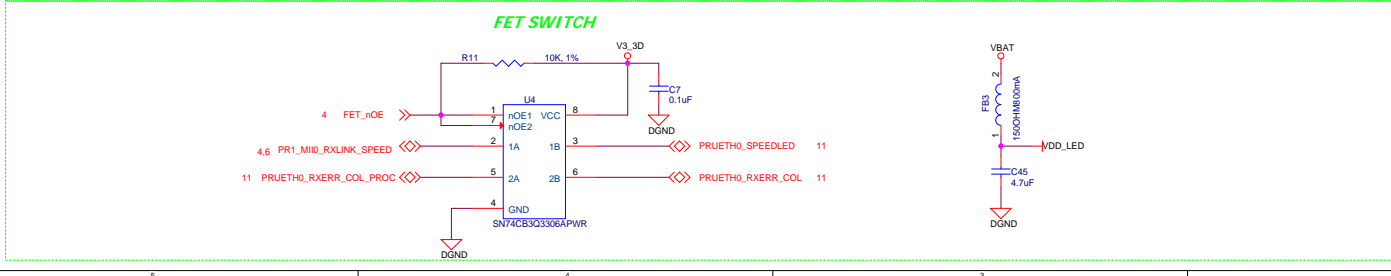 FET SWITCH
V3_3D
R11 10K, 1%
C7
0.1uF
DGND
U4
4 FET_nOE
1 nOE1 VCC 8
7 nOE2
4,6 PR1_MII0_RXLINK_SPEED 2 1A 1B 3 PRUETH0_SPEEDLED 11
11 PRUETH0_RXERR_COL_PROC 5 2A 2B 6 PRUETH0_RXERR_COL 11
4 GND
SN74CB3Q3306APWR
DGND
VBAT
2
FB3 150OHM800mA
1
VDD_LED
C45
4.7uF
DGND
5 4 3